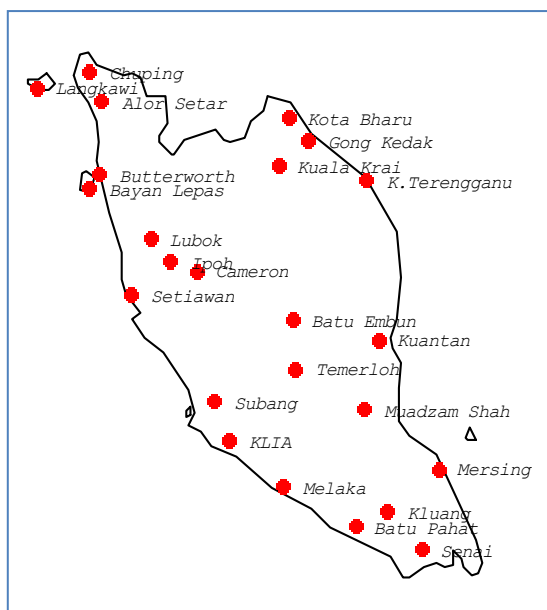 Chuping
Langkawi
Alor Setar
Kota Bharu
Gong Kedak
Kuala Krai
Butterworth
K.Terengganu
Bayan Lepas
Lubok
Ipoh
Cameron
Setiawan
Batu Embun
Kuantan
Temerloh
Subang
Muadzam Shah
KLIA
Mersing
Melaka
Kluang
Batu Pahat
Senai